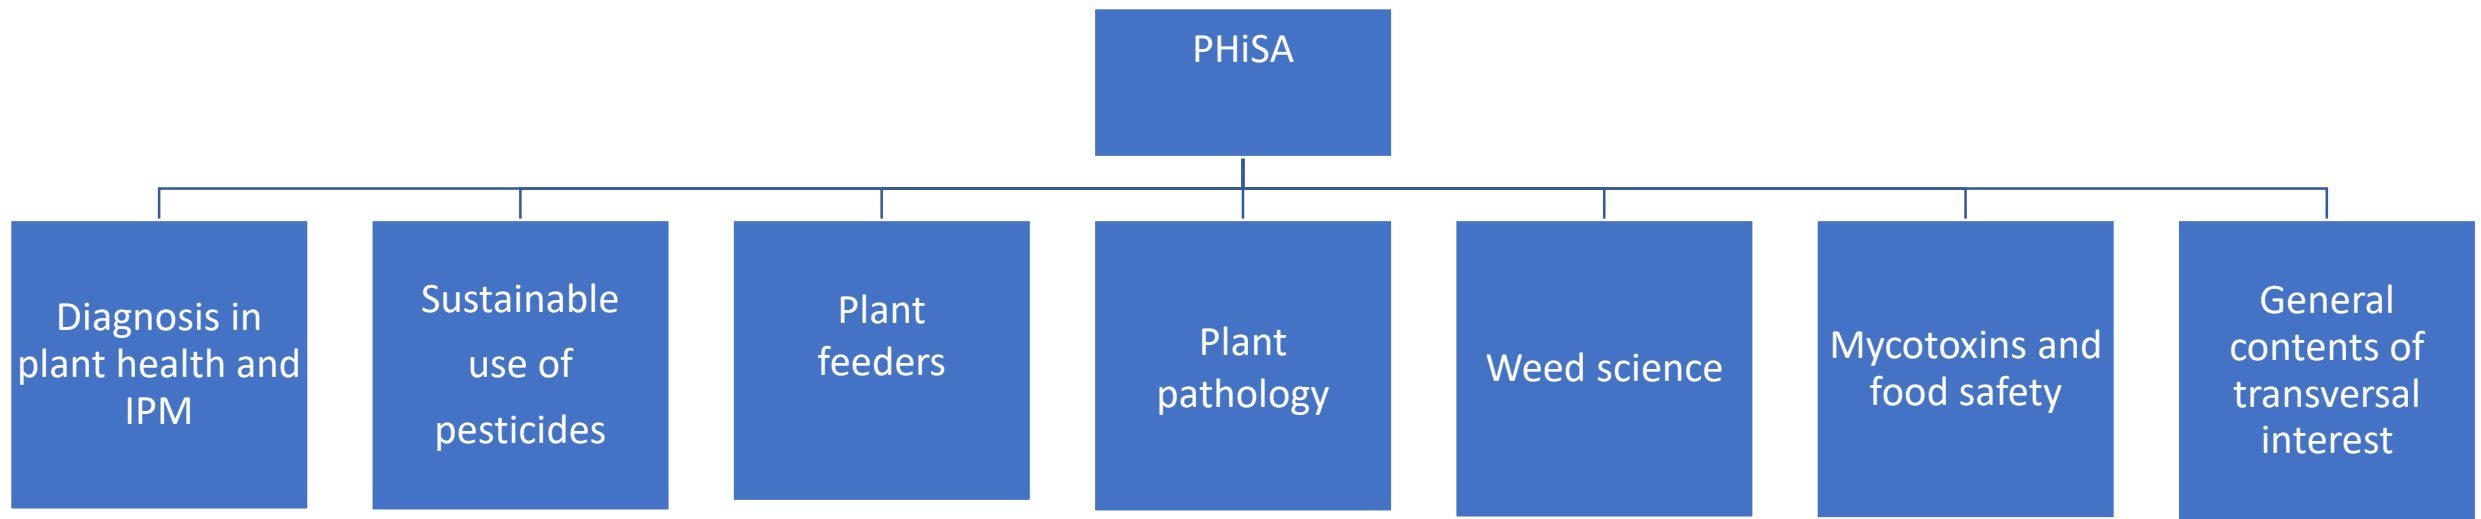 PHiSA
Diagnosis in
plant health and
IPM
Sustainable
use of
pesticides
Plant
feeders
Plant
pathology
Weed science
Mycotoxins and
food safety
General
contents of
transversal
interest